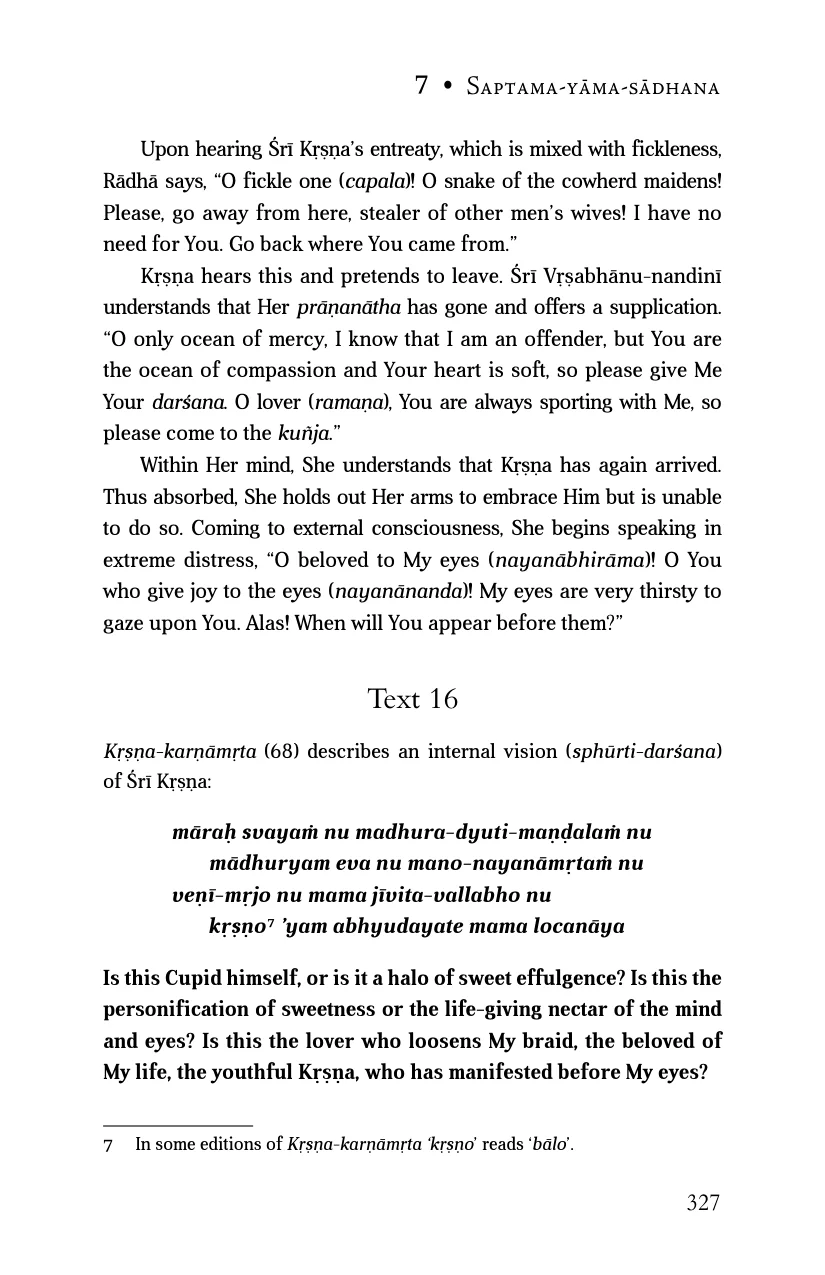 7 • Saptama-yāma-sādhana
Upon hearing Śrī Kṛṣṇa’s entreaty, which is mixed with fickleness,
Rādhā says, “O fickle one (capala)! O snake of the cowherd maidens!
Please, go away from here, stealer of other men’s wives! I have no
need for You. Go back where You came from.”
Kṛṣṇa hears this and pretends to leave. Śrī Vṛṣabhānu-nandinī
understands that Her prāṇanātha has gone and offers a supplication.
“O only ocean of mercy, I know that I am an offender, but You are
the ocean of compassion and Your heart is soft, so please give Me
Your darśana. O lover (ramaṇa), You are always sporting with Me, so
please come to the kuñja.”
Within Her mind, She understands that Kṛṣṇa has again arrived.
Thus absorbed, She holds out Her arms to embrace Him but is unable
to do so. Coming to external consciousness, She begins speaking in
extreme distress, “O beloved to My eyes (nayanābhirāma)! O You
who give joy to the eyes (nayanānanda)! My eyes are very thirsty to
gaze upon You. Alas! When will You appear before them?”
Text 16
Kṛṣṇa-karṇāmṛta (68) describes an internal vision (sphūrti-darśana)
of Śrī Kṛṣṇa:
māraḥ svayaṁ nu madhura-dyuti-maṇḍalaṁ nu
mādhuryam eva nu mano-nayanāmṛtaṁ nu
veṇī-mṛjo nu mama jīvita-vallabho nu
kṛṣṇo⁷ ’yam abhyudayate mama locanāya
Is this Cupid himself, or is it a halo of sweet effulgence? Is this the
personification of sweetness or the life-giving nectar of the mind
and eyes? Is this the lover who loosens My braid, the beloved of
My life, the youthful Kṛṣṇa, who has manifested before My eyes?
7 In some editions of Kṛṣṇa-karṇāmṛta ‘kṛṣṇo’ reads ‘bālo’.
327